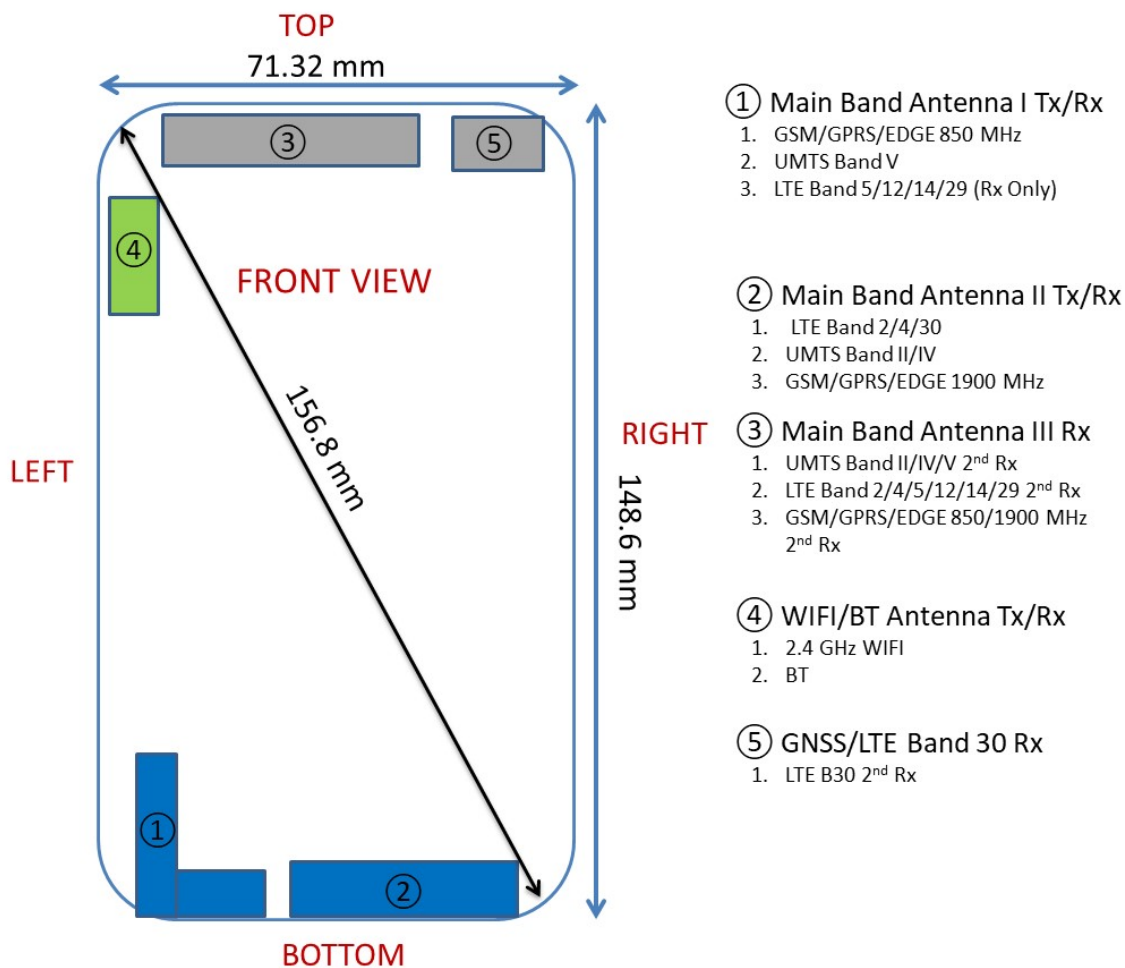 TOP
71.32 mm
③
⑤
④
FRONT VIEW
156.8 mm
LEFT
RIGHT
148.6 mm
①
②
BOTTOM
① Main Band Antenna I Tx/Rx
1. GSM/GPRS/EDGE 850 MHz
2. UMTS Band V
3. LTE Band 5/12/14/29 (Rx Only)
② Main Band Antenna II Tx/Rx
1. LTE Band 2/4/30
2. UMTS Band II/IV
3. GSM/GPRS/EDGE 1900 MHz
③ Main Band Antenna III Rx
1. UMTS Band II/IV/V 2nd Rx
2. LTE Band 2/4/5/12/14/29 2nd Rx
3. GSM/GPRS/EDGE 850/1900 MHz
2nd Rx
④ WIFI/BT Antenna Tx/Rx
1. 2.4 GHz WIFI
2. BT
⑤ GNSS/LTE Band 30 Rx
1. LTE B30 2nd Rx